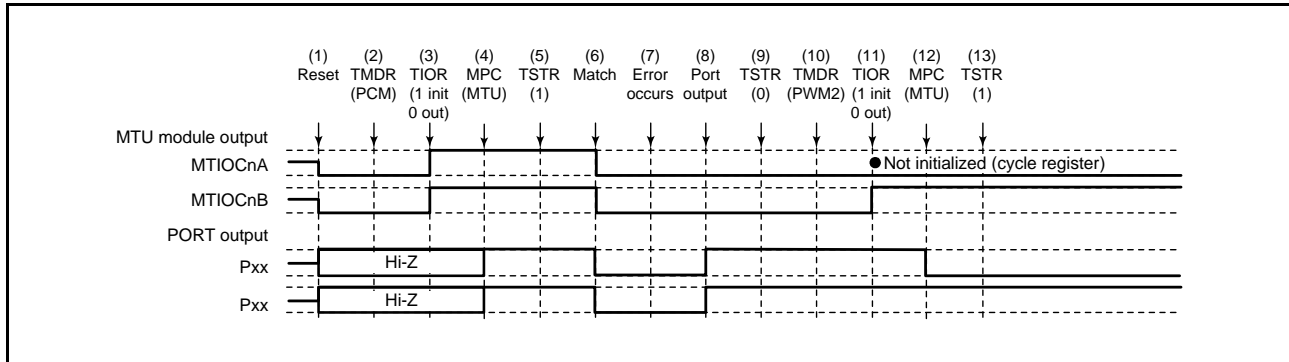 (1) (2) (3) (4) (5) (6) (7) (8) (9) (10) (11) (12) (13)
Reset TMDR TIOR MPC TSTR Match Error Port TSTR TMDR TIOR MPC TSTR
(PCM) (1 init (MTU) (1) occurs output (0) (PWM2) (1 init (MTU) (1)
0 out) 0 out)
MTU module output
MTIOCnA
Not initialized (cycle register)
MTIOCnB
PORT output
Pxx
Hi-Z
Pxx
Hi-Z